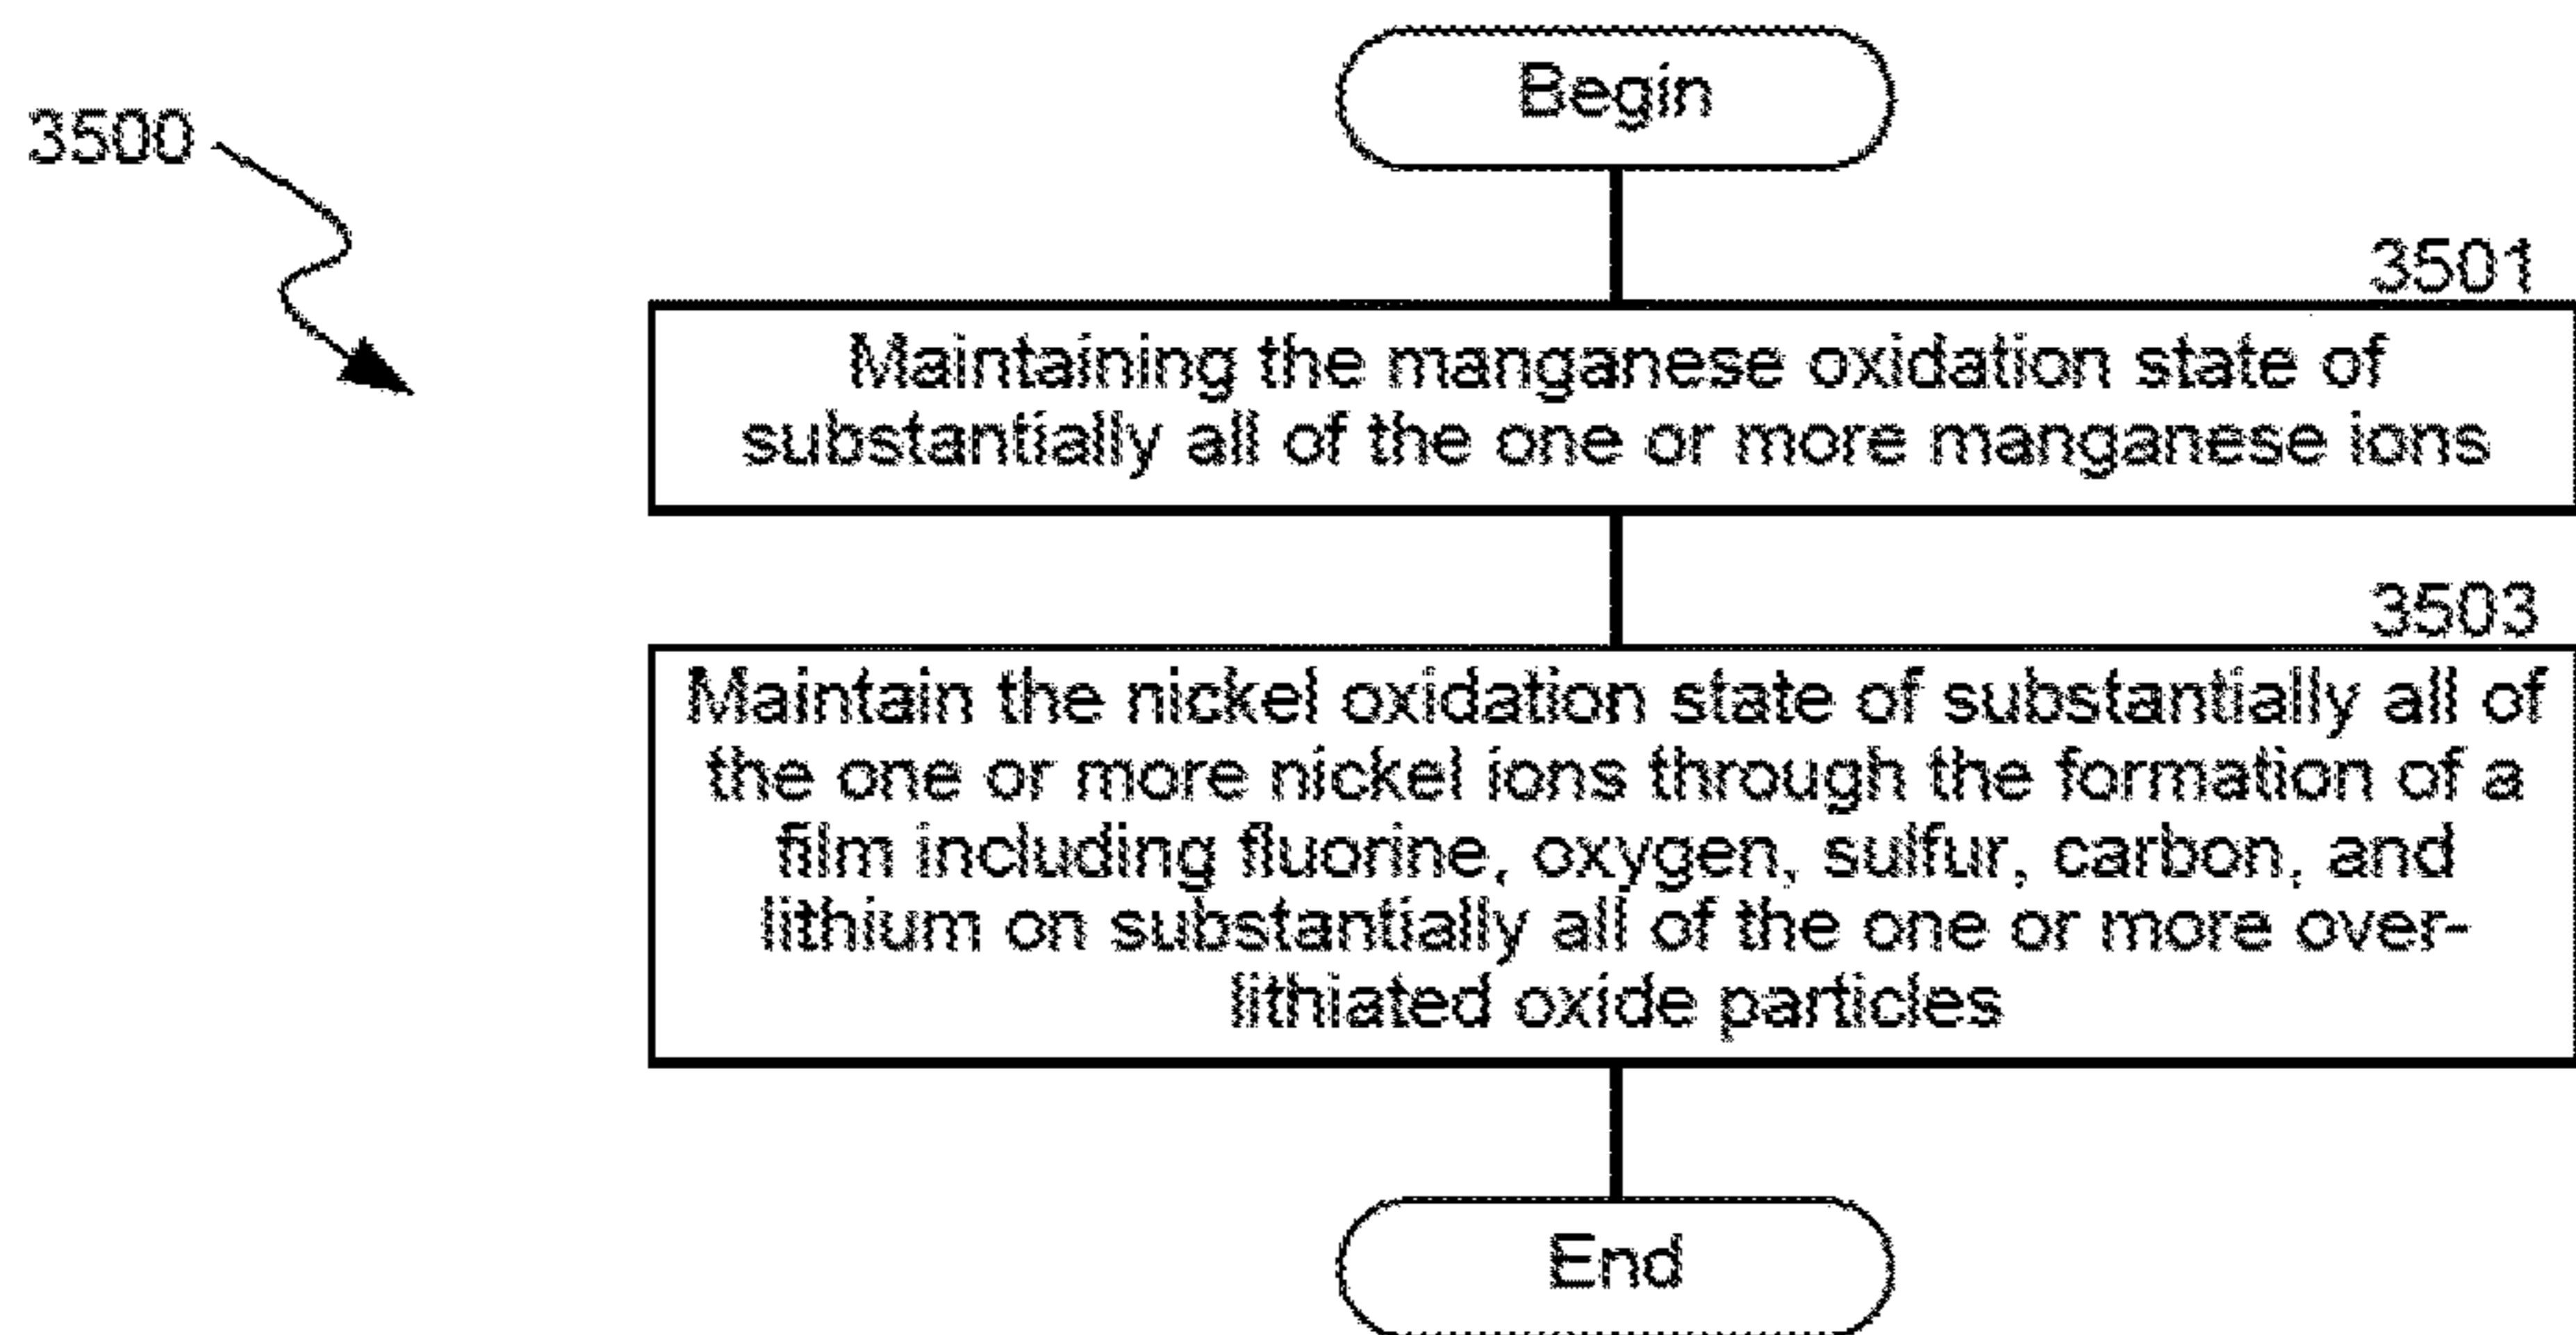 Begin
3500
3501
Maintaining the manganese oxidation state of
substantially all of the one or more manganese ions
3503
Maintain the nickel oxidation state of substantially all of
the one or more nickel ions through the formation of a
film including fluorine, oxygen, sulfur, carbon, and
lithium on substantially all of the one or more over-
lithiated oxide particles
End